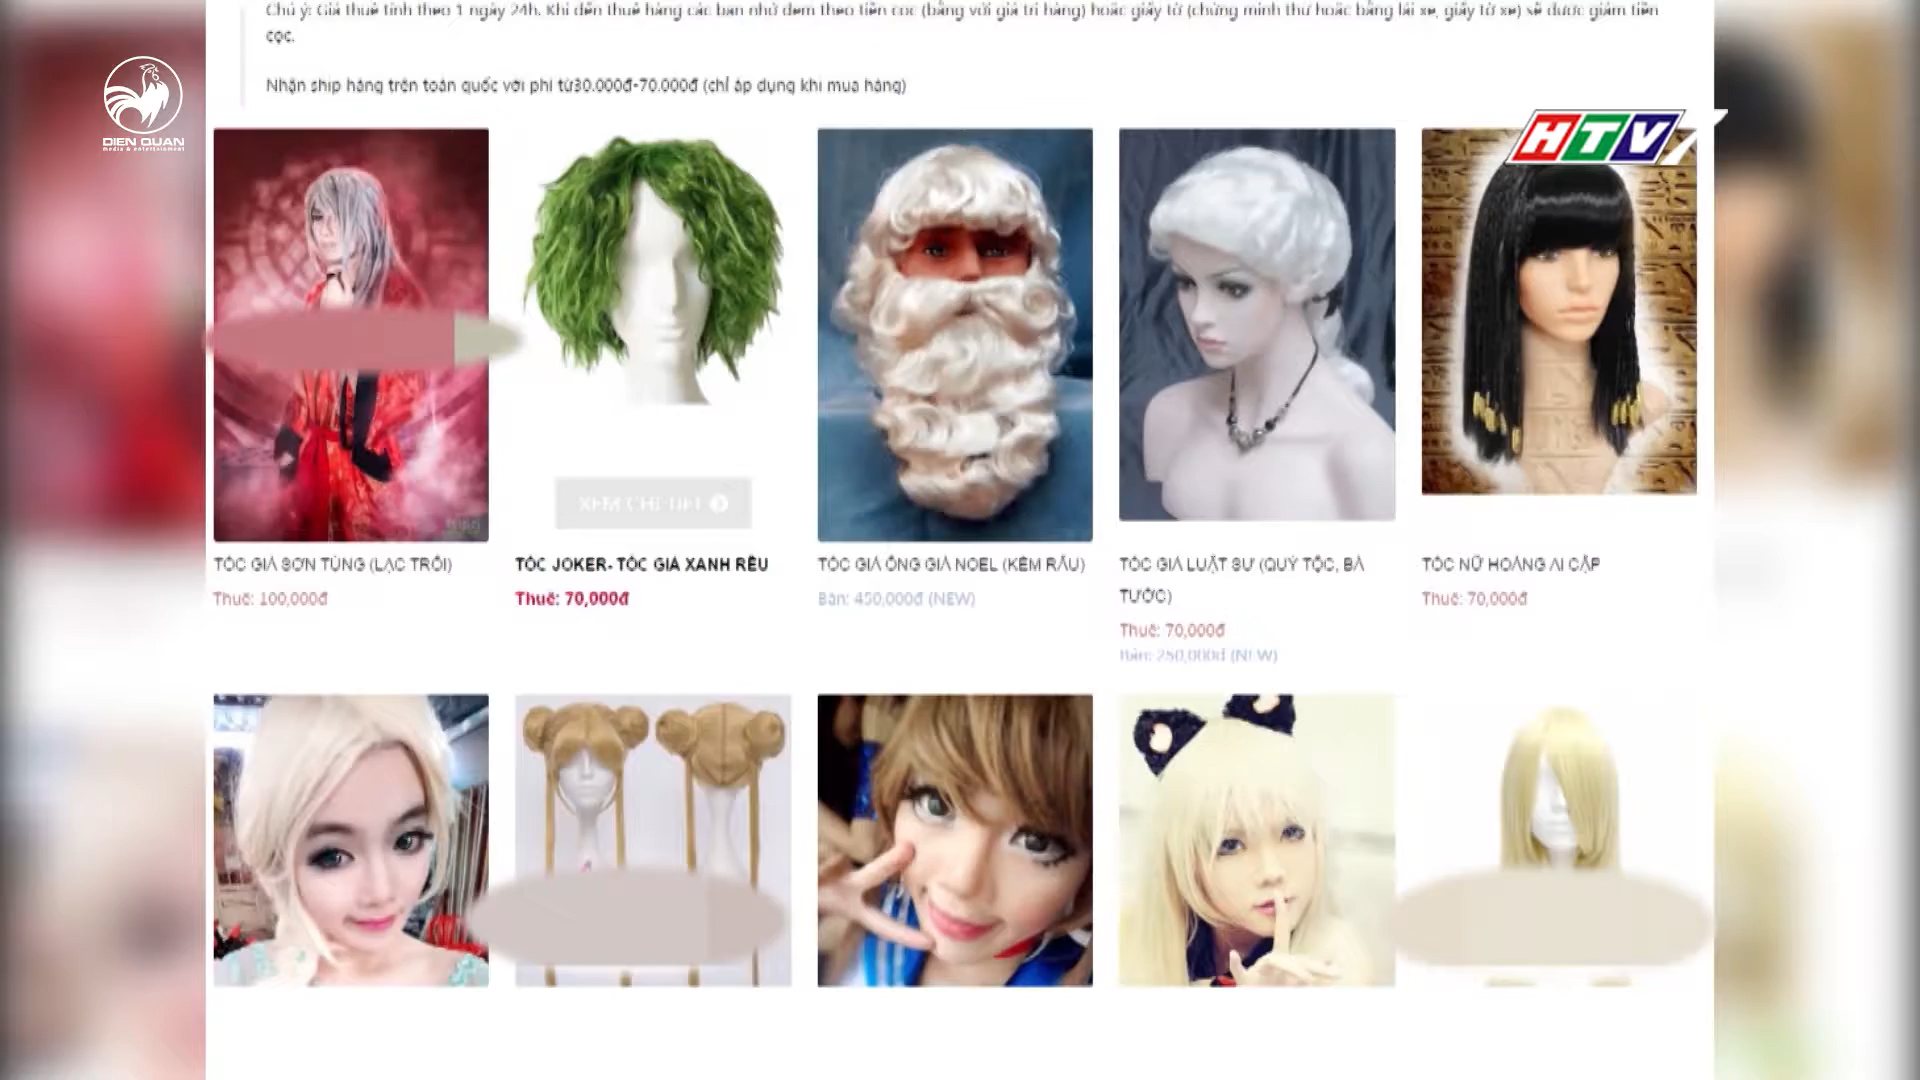 Chú ý: Giá thuê tính theo 1 ngày 24h. Khi đến thuê hàng các bạn nhớ đem theo tiền cọc (bằng với giá trị hàng) hoặc giấy tờ (chứng minh thư hoặc bằng lái xe, giấy tờ xe) sẽ được giảm tiền
cọc.
Nhận ship hàng trên toàn quốc với phí từ30.000đ-70.000đ (chỉ áp dụng khi mua hàng)
DIEN QUAN
media & entertainment
HTV7
XEM CHI TIẾT
TÓC GIẢ SƠN TÙNG (LẠC TRÔI)
Thuê: 100,000đ
TÓC JOKER- TÓC GIẢ XANH RÊU
Thuê: 70,000đ
TÓC GIẢ ÔNG GIÀ NOEL (KÈM RÂU)
Bán: 450,000đ (NEW)
TÓC GIẢ LUẬT SƯ (QUÝ TỘC, BÁ
TƯỚC)
Thuê: 70,000đ
Bán: 250,000đ (NEW)
TÓC NỮ HOÀNG AI CẬP
Thuê: 70,000đ